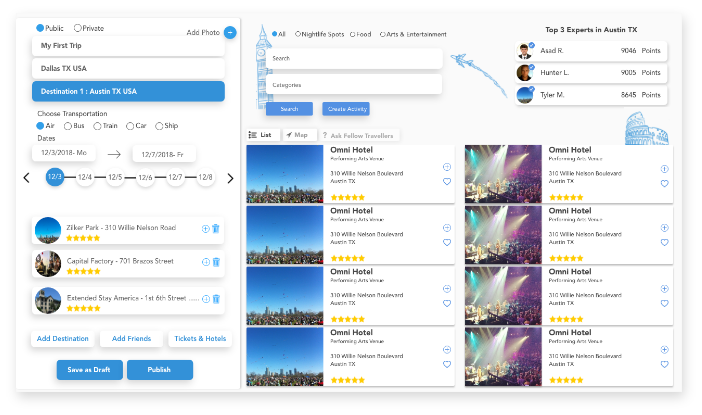 Public
Private
Add Photo
My First Trip
Dallas TX USA
Destination 1 : Austin TX USA
Choose Transportation
Air
Bus
Train
Car
Ship
Dates
12/3/2018- Mo
12/7/2018- Fr
12/3
12/4
12/5
12/6
12/7
12/8
Zilker Park - 310 Willie Nelson Road
Capital Factory - 701 Brazos Street
Extended Stay America - 1st 6th Street ......
Add Destination
Add Friends
Tickets & Hotels
Save as Draft
Publish
All
Nightlife Spots
Food
Arts & Entertainment
Search
Categories
Search
Create Activity
Top 3 Experts in Austin TX
Asad R. 9046 Points
Hunter L. 9005 Points
Tyler M. 8645 Points
List
Map
? Ask Fellow Travellers
Omni Hotel
Performing Arts Venue
310 Willie Nelson Boulevard
Austin TX
Omni Hotel
Performing Arts Venue
310 Willie Nelson Boulevard
Austin TX
Omni Hotel
Performing Arts Venue
310 Willie Nelson Boulevard
Austin TX
Omni Hotel
Performing Arts Venue
310 Willie Nelson Boulevard
Austin TX
Omni Hotel
Performing Arts Venue
310 Willie Nelson Boulevard
Austin TX
Omni Hotel
Performing Arts Venue
310 Willie Nelson Boulevard
Austin TX
Omni Hotel
Performing Arts Venue
310 Willie Nelson Boulevard
Austin TX
Omni Hotel
Performing Arts Venue
310 Willie Nelson Boulevard
Austin TX